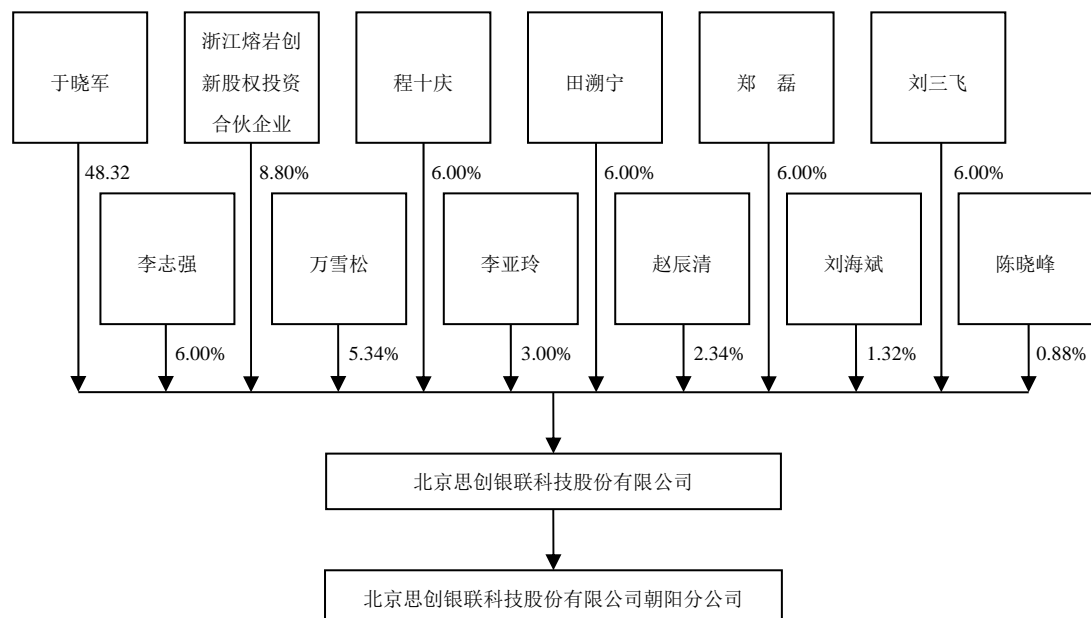 于晓军
浙江熔岩创
新股权投资
合伙企业
程十庆
田溯宁
郑　磊
刘三飞
48.32
8.80%
6.00%
6.00%
6.00%
6.00%
李志强
万雪松
李亚玲
赵辰清
刘海斌
陈晓峰
6.00%
5.34%
3.00%
2.34%
1.32%
0.88%
北京思创银联科技股份有限公司
北京思创银联科技股份有限公司朝阳分公司